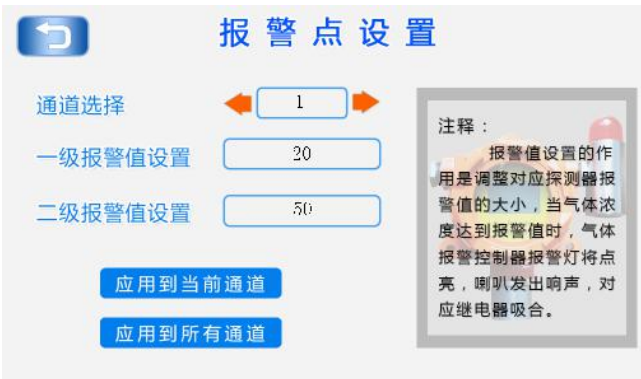 报警点设置
通道选择
1
一级报警值设置
20
二级报警值设置
50
应用到当前通道
应用到所有通道
注释：
报警值设置的作
用是调整对应探测器报
警值的大小，当气体浓
度达到报警值时，气体
报警控制器报警灯将点
亮，喇叭发出响声，对
应继电器吸合。